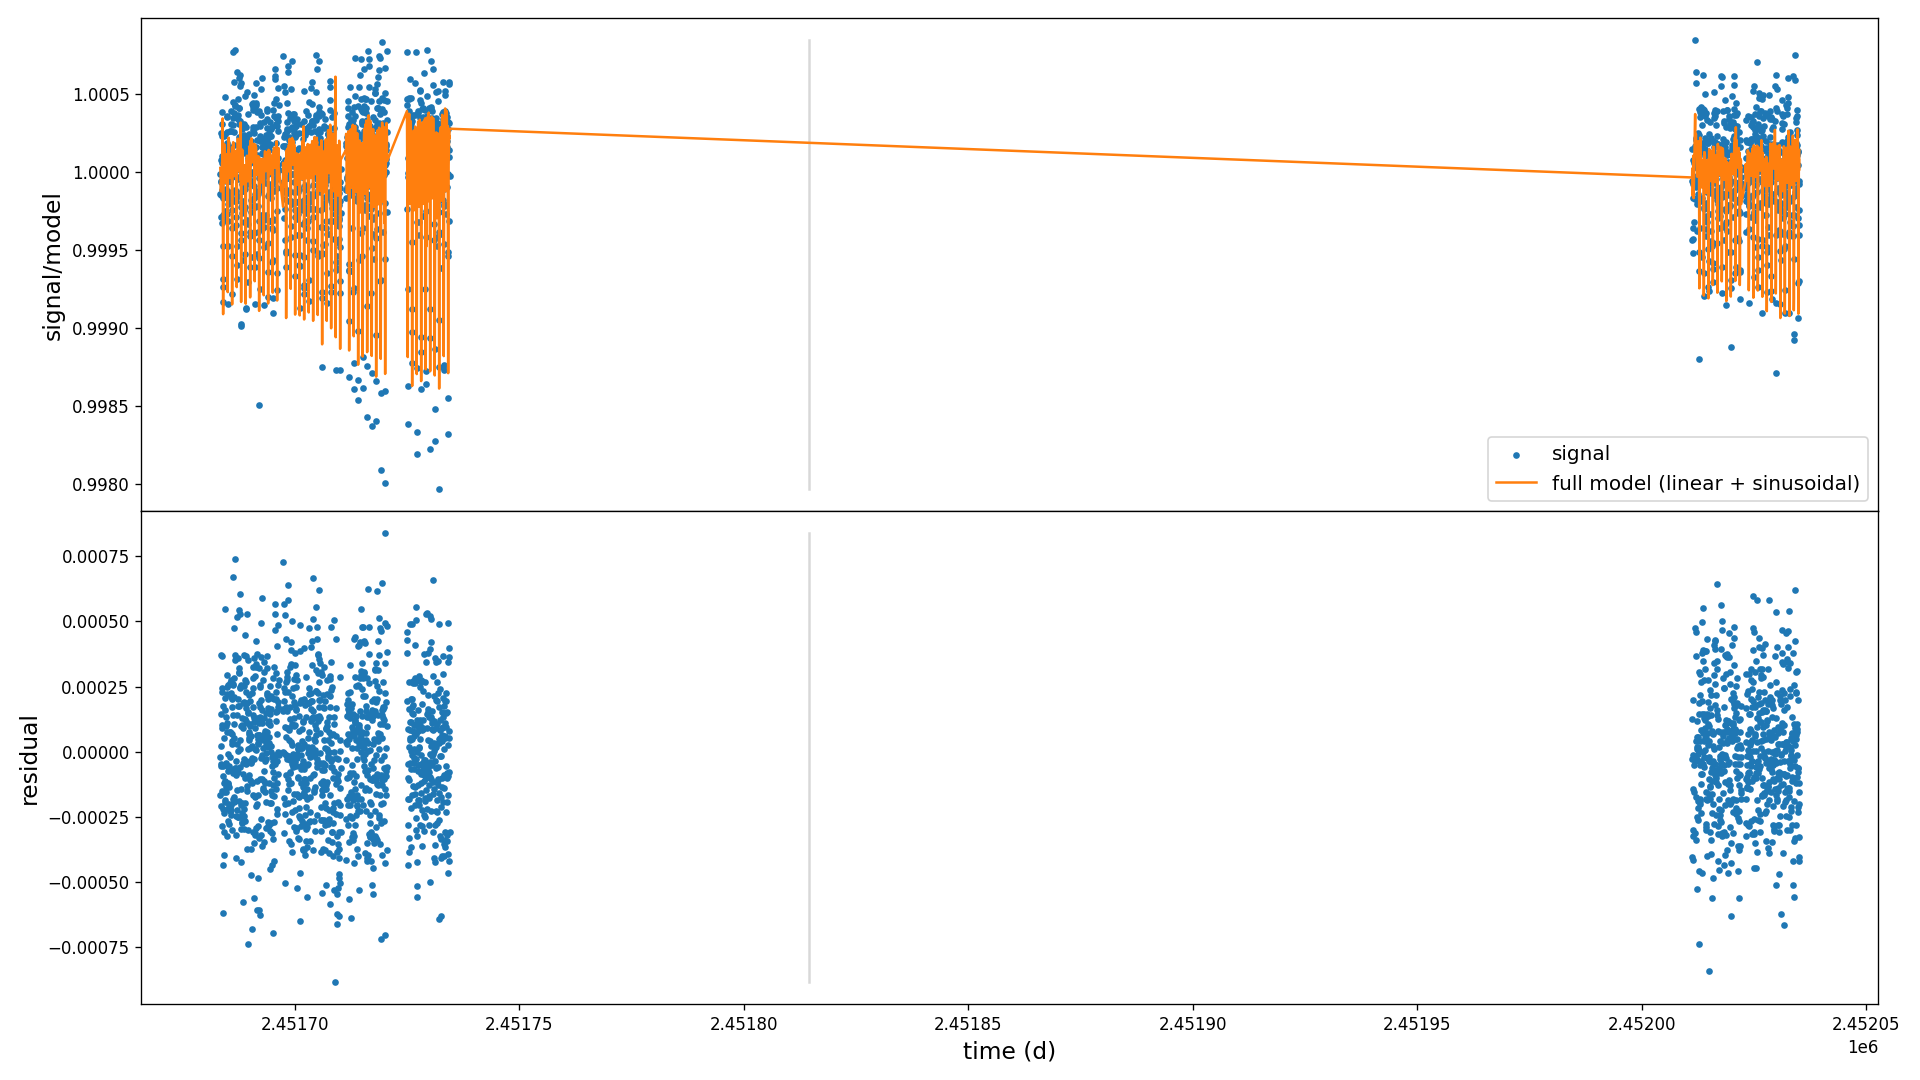 1.0005
1.0000
0.9995
0.9990
0.9985
0.9980
signal/model
signal
full model (linear + sinusoidal)
0.00075
0.00050
0.00025
0.00000
−0.00025
−0.00050
−0.00075
residual
2.45170 2.45175 2.45180 2.45185 2.45190 2.45195 2.45200 2.45205
1e6
time (d)